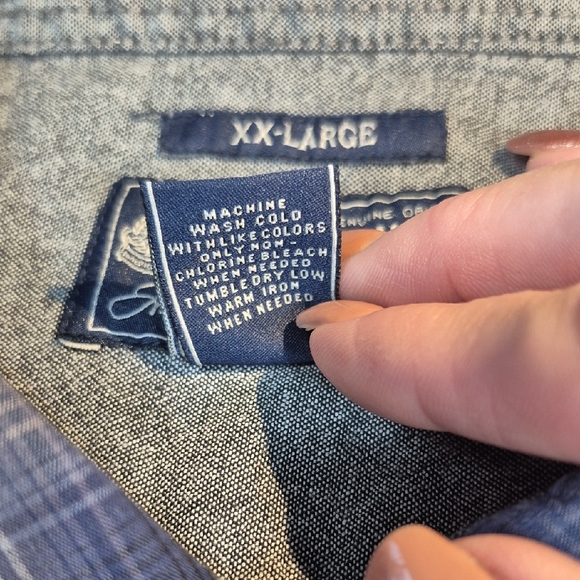 XX-LARGE
MACHINE
WASH COLD
WITH LIKE COLORS
ONLY NON-
CHLORINE BLEACH
WHEN NEEDED
TUMBLE DRY LOW
WARM IRON
WHEN NEEDED